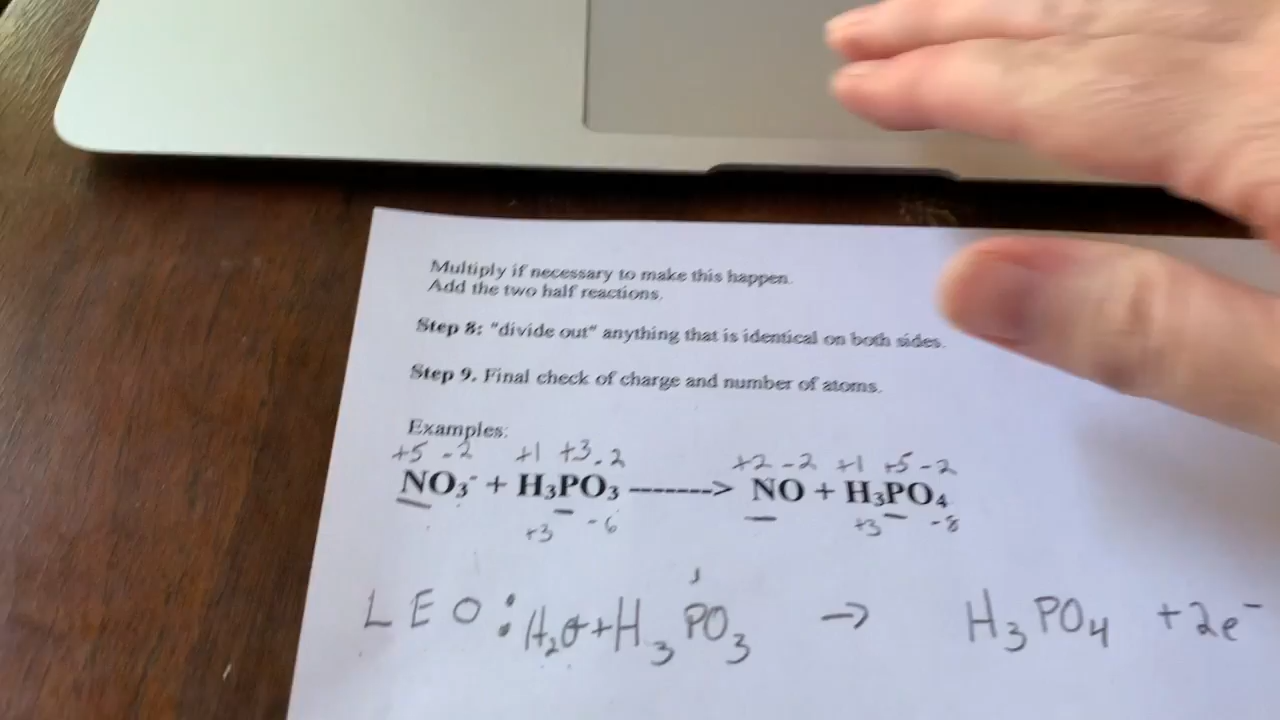 Multiply if necessary to make this happen.
Add the two half reactions.
Step 8: "divide out" anything that is identical on both sides.
Step 9. Final check of charge and number of atoms.
Examples:
+5 -2 +1 +3 -2 +2 -2 +1 +5 -2
NO₃⁻ + H₃PO₃ -------> NO + H₃PO₄
+3 -6 +3 -8
LEO: H₂O + H₃PO₃ → H₃PO₄ + 2e⁻